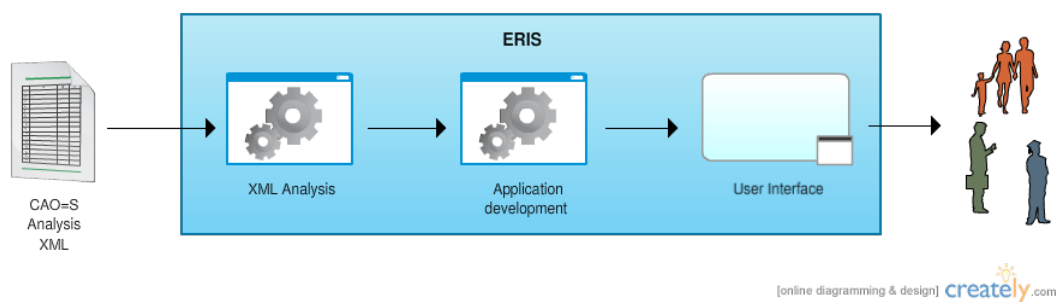 ERIS
CAO=S
Analysis
XML
XML Analysis
Application
development
User Interface
[online diagramming & design] creately.com